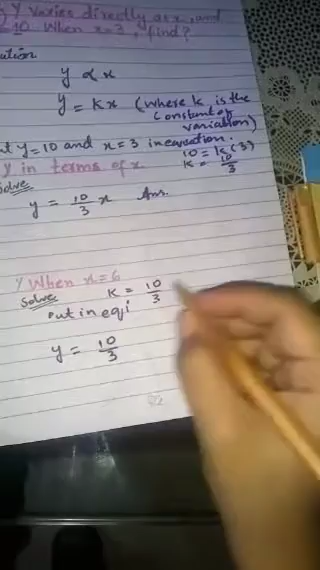 y varies directly as x, and
10 when x=3, find?
y ∝ x
y = kx (where k is the
constant of
variation)
y=10 and x=3 in equation.
10 = k(3)
y in terms of x
k = 10/3
Solve
y = 10/3 x Ans.
y when x=6
Solve k = 10/3
Put in eq i
y = 10/3